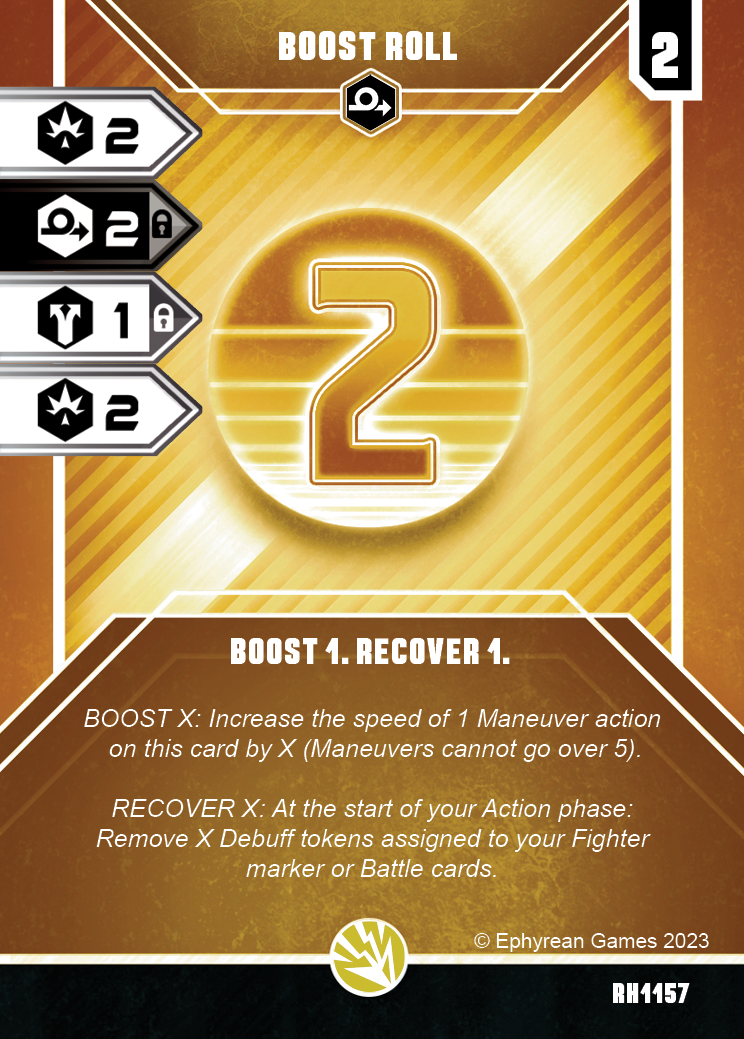 BOOST ROLL
2
2
2
1
2
2
BOOST 1. RECOVER 1.
BOOST X: Increase the speed of 1 Maneuver action
on this card by X (Maneuvers cannot go over 5).
RECOVER X: At the start of your Action phase:
Remove X Debuff tokens assigned to your Fighter
marker or Battle cards.
© Ephyrean Games 2023
RH1157